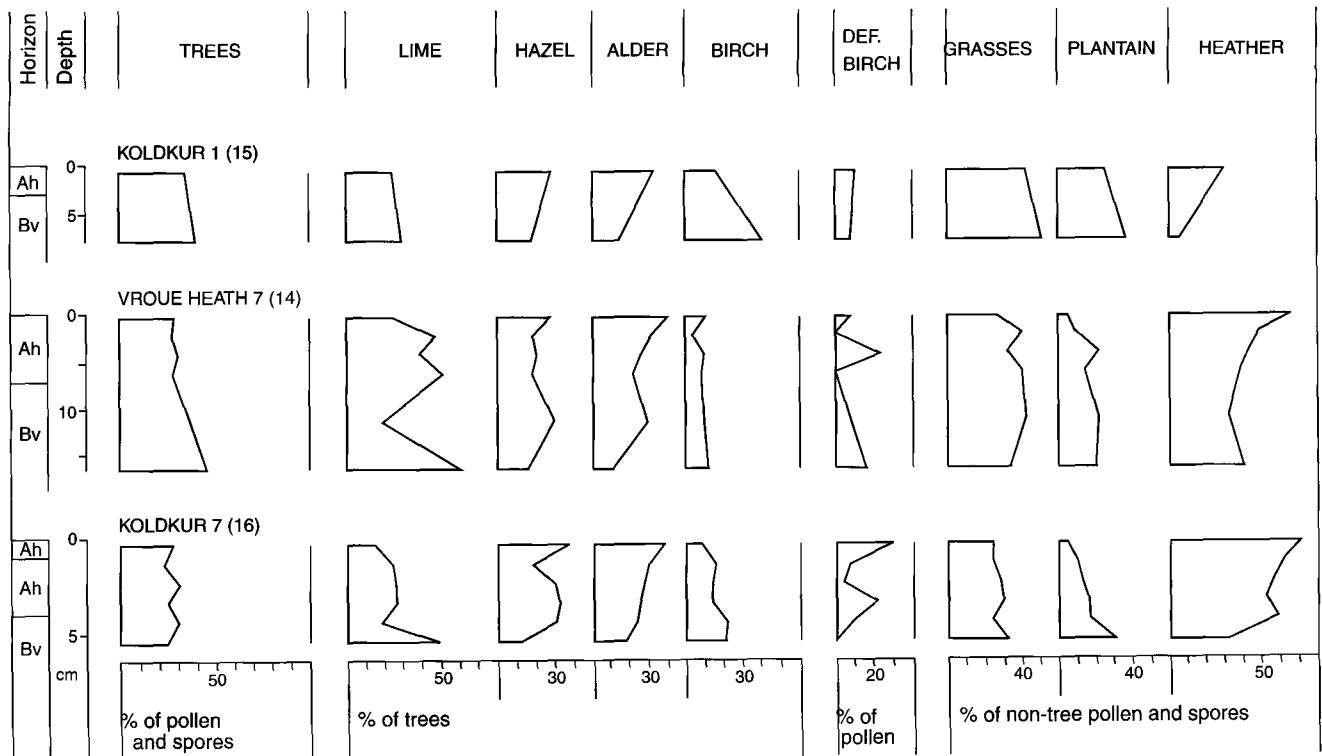 Horizon
Depth
TREES
LIME
HAZEL
ALDER
BIRCH
DEF.
BIRCH
GRASSES
PLANTAIN
HEATHER
KOLDKUR 1 (15)
0
Ah
5
Bv
VROUE HEATH 7 (14)
0
Ah
10
Bv
KOLDKUR 7 (16)
0
Ah
Ah
5
Bv
cm
50
50
30
30
30
20
40
40
50
% of pollen
and spores
% of trees
% of
pollen
% of non-tree pollen and spores